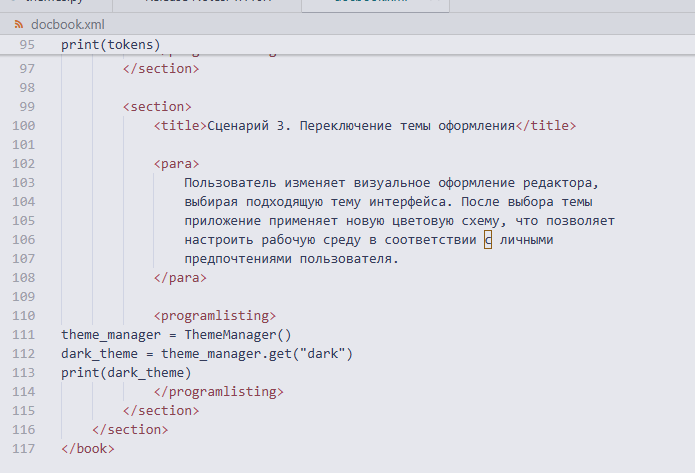 docbook.xml
95 print(tokens)
97 </section>
98
99 <section>
100 <title>Сценарий 3. Переключение темы оформления</title>
101
102 <para>
103 Пользователь изменяет визуальное оформление редактора,
104 выбирая подходящую тему интерфейса. После выбора темы
105 приложение применяет новую цветовую схему, что позволяет
106 настроить рабочую среду в соответствии с личными
107 предпочтениями пользователя.
108 </para>
109
110 <programlisting>
111 theme_manager = ThemeManager()
112 dark_theme = theme_manager.get("dark")
113 print(dark_theme)
114 </programlisting>
115 </section>
116 </section>
117 </book>